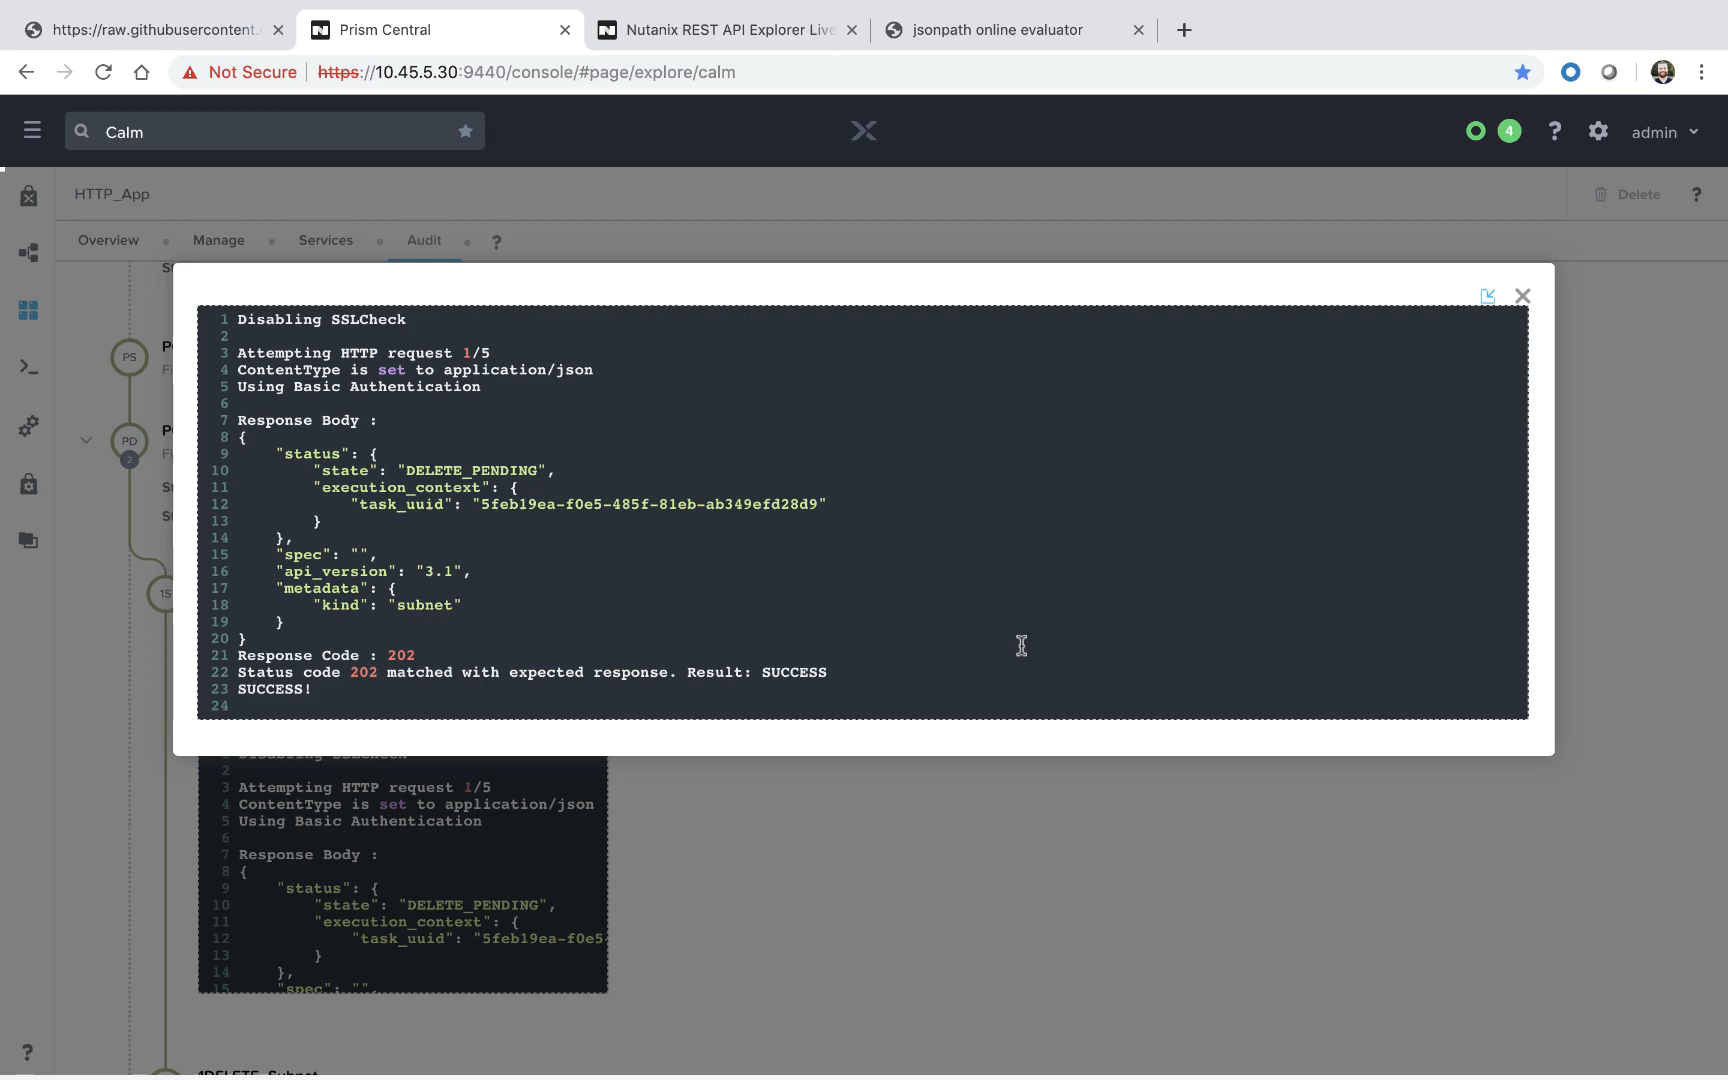 https://raw.githubusercontent.c
Prism Central
Nutanix REST API Explorer Live
jsonpath online evaluator
Not Secure
https://10.45.5.30:9440/console/#page/explore/calm
Calm
4
?
admin
HTTP_App
Delete
?
Overview
Manage
Services
Audit
?
PS
PD
2
1S
1 Disabling SSLCheck
2
3 Attempting HTTP request 1/5
4 ContentType is set to application/json
5 Using Basic Authentication
6
7 Response Body :
8 {
9 "status": {
10 "state": "DELETE_PENDING",
11 "execution_context": {
12 "task_uuid": "5feb19ea-f0e5-485f-81eb-ab349efd28d9"
13 }
14 },
15 "spec": "",
16 "api_version": "3.1",
17 "metadata": {
18 "kind": "subnet"
19 }
20 }
21 Response Code : 202
22 Status code 202 matched with expected response. Result: SUCCESS
23 SUCCESS!
24
2
3 Attempting HTTP request 1/5
4 ContentType is set to application/json
5 Using Basic Authentication
6
7 Response Body :
8 {
9 "status": {
10 "state": "DELETE_PENDING",
11 "execution_context": {
12 "task_uuid": "5feb19ea-f0e5-
13 }
14 },
15 "spec": "",
?
1DELETE_Subnet